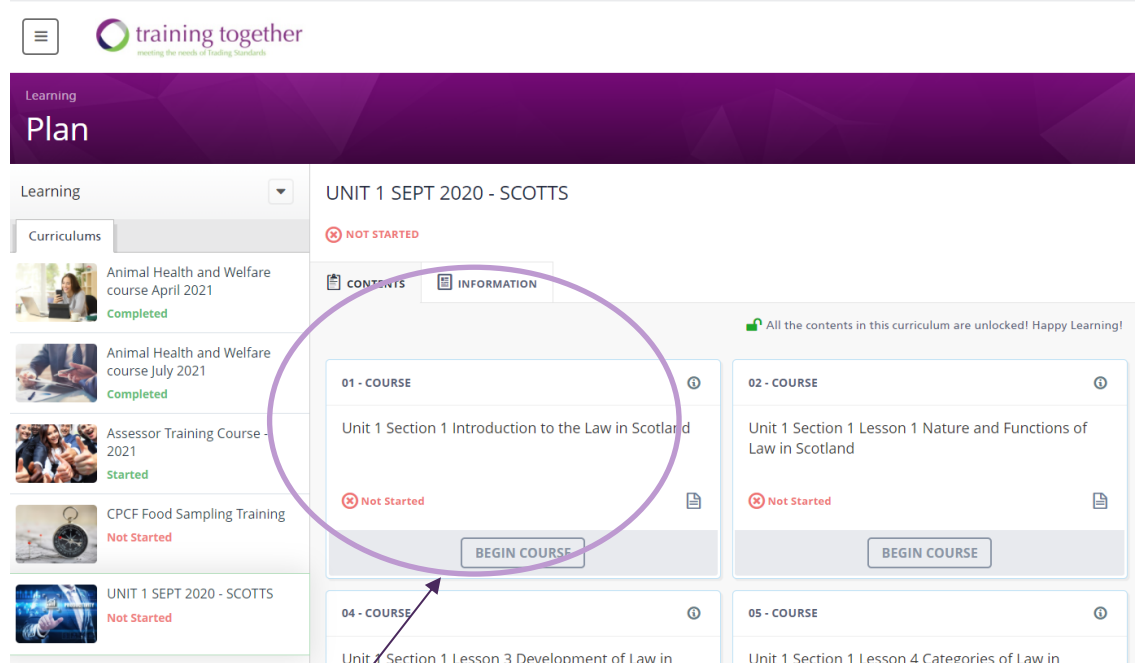 training together
meeting the needs of Trading Standards
Learning
Plan
Learning
Curriculums
Animal Health and Welfare
course April 2021
Completed
Animal Health and Welfare
course July 2021
Completed
Assessor Training Course -
2021
Started
CPCF Food Sampling Training
Not Started
UNIT 1 SEPT 2020 - SCOTTS
Not Started
UNIT 1 SEPT 2020 - SCOTTS
NOT STARTED
CONTENTS
INFORMATION
All the contents in this curriculum are unlocked! Happy Learning!
01 - COURSE
Unit 1 Section 1 Introduction to the Law in Scotland
Not Started
BEGIN COURSE
02 - COURSE
Unit 1 Section 1 Lesson 1 Nature and Functions of
Law in Scotland
Not Started
BEGIN COURSE
04 - COURSE
Unit 1 Section 1 Lesson 3 Development of Law in
05 - COURSE
Unit 1 Section 1 Lesson 4 Categories of Law in